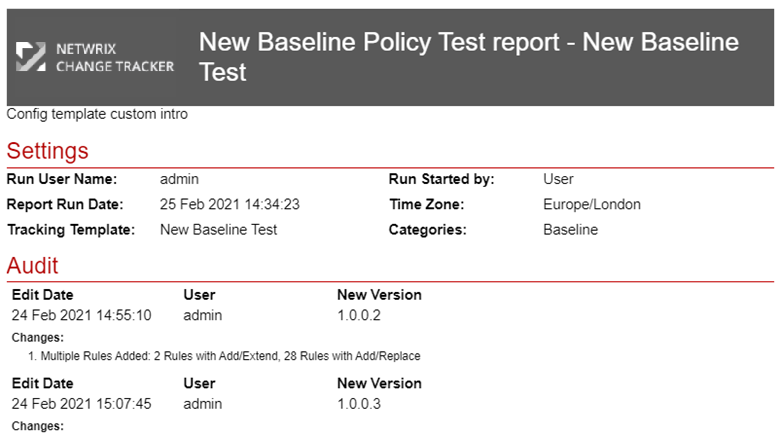 NETWRIX
CHANGE TRACKER
New Baseline Policy Test report - New Baseline
Test
Config template custom intro
Settings
Run User Name: admin Run Started by: User
Report Run Date: 25 Feb 2021 14:34:23 Time Zone: Europe/London
Tracking Template: New Baseline Test Categories: Baseline
Audit
Edit Date User New Version
24 Feb 2021 14:55:10 admin 1.0.0.2
Changes:
1. Multiple Rules Added: 2 Rules with Add/Extend, 28 Rules with Add/Replace
Edit Date User New Version
24 Feb 2021 15:07:45 admin 1.0.0.3
Changes: